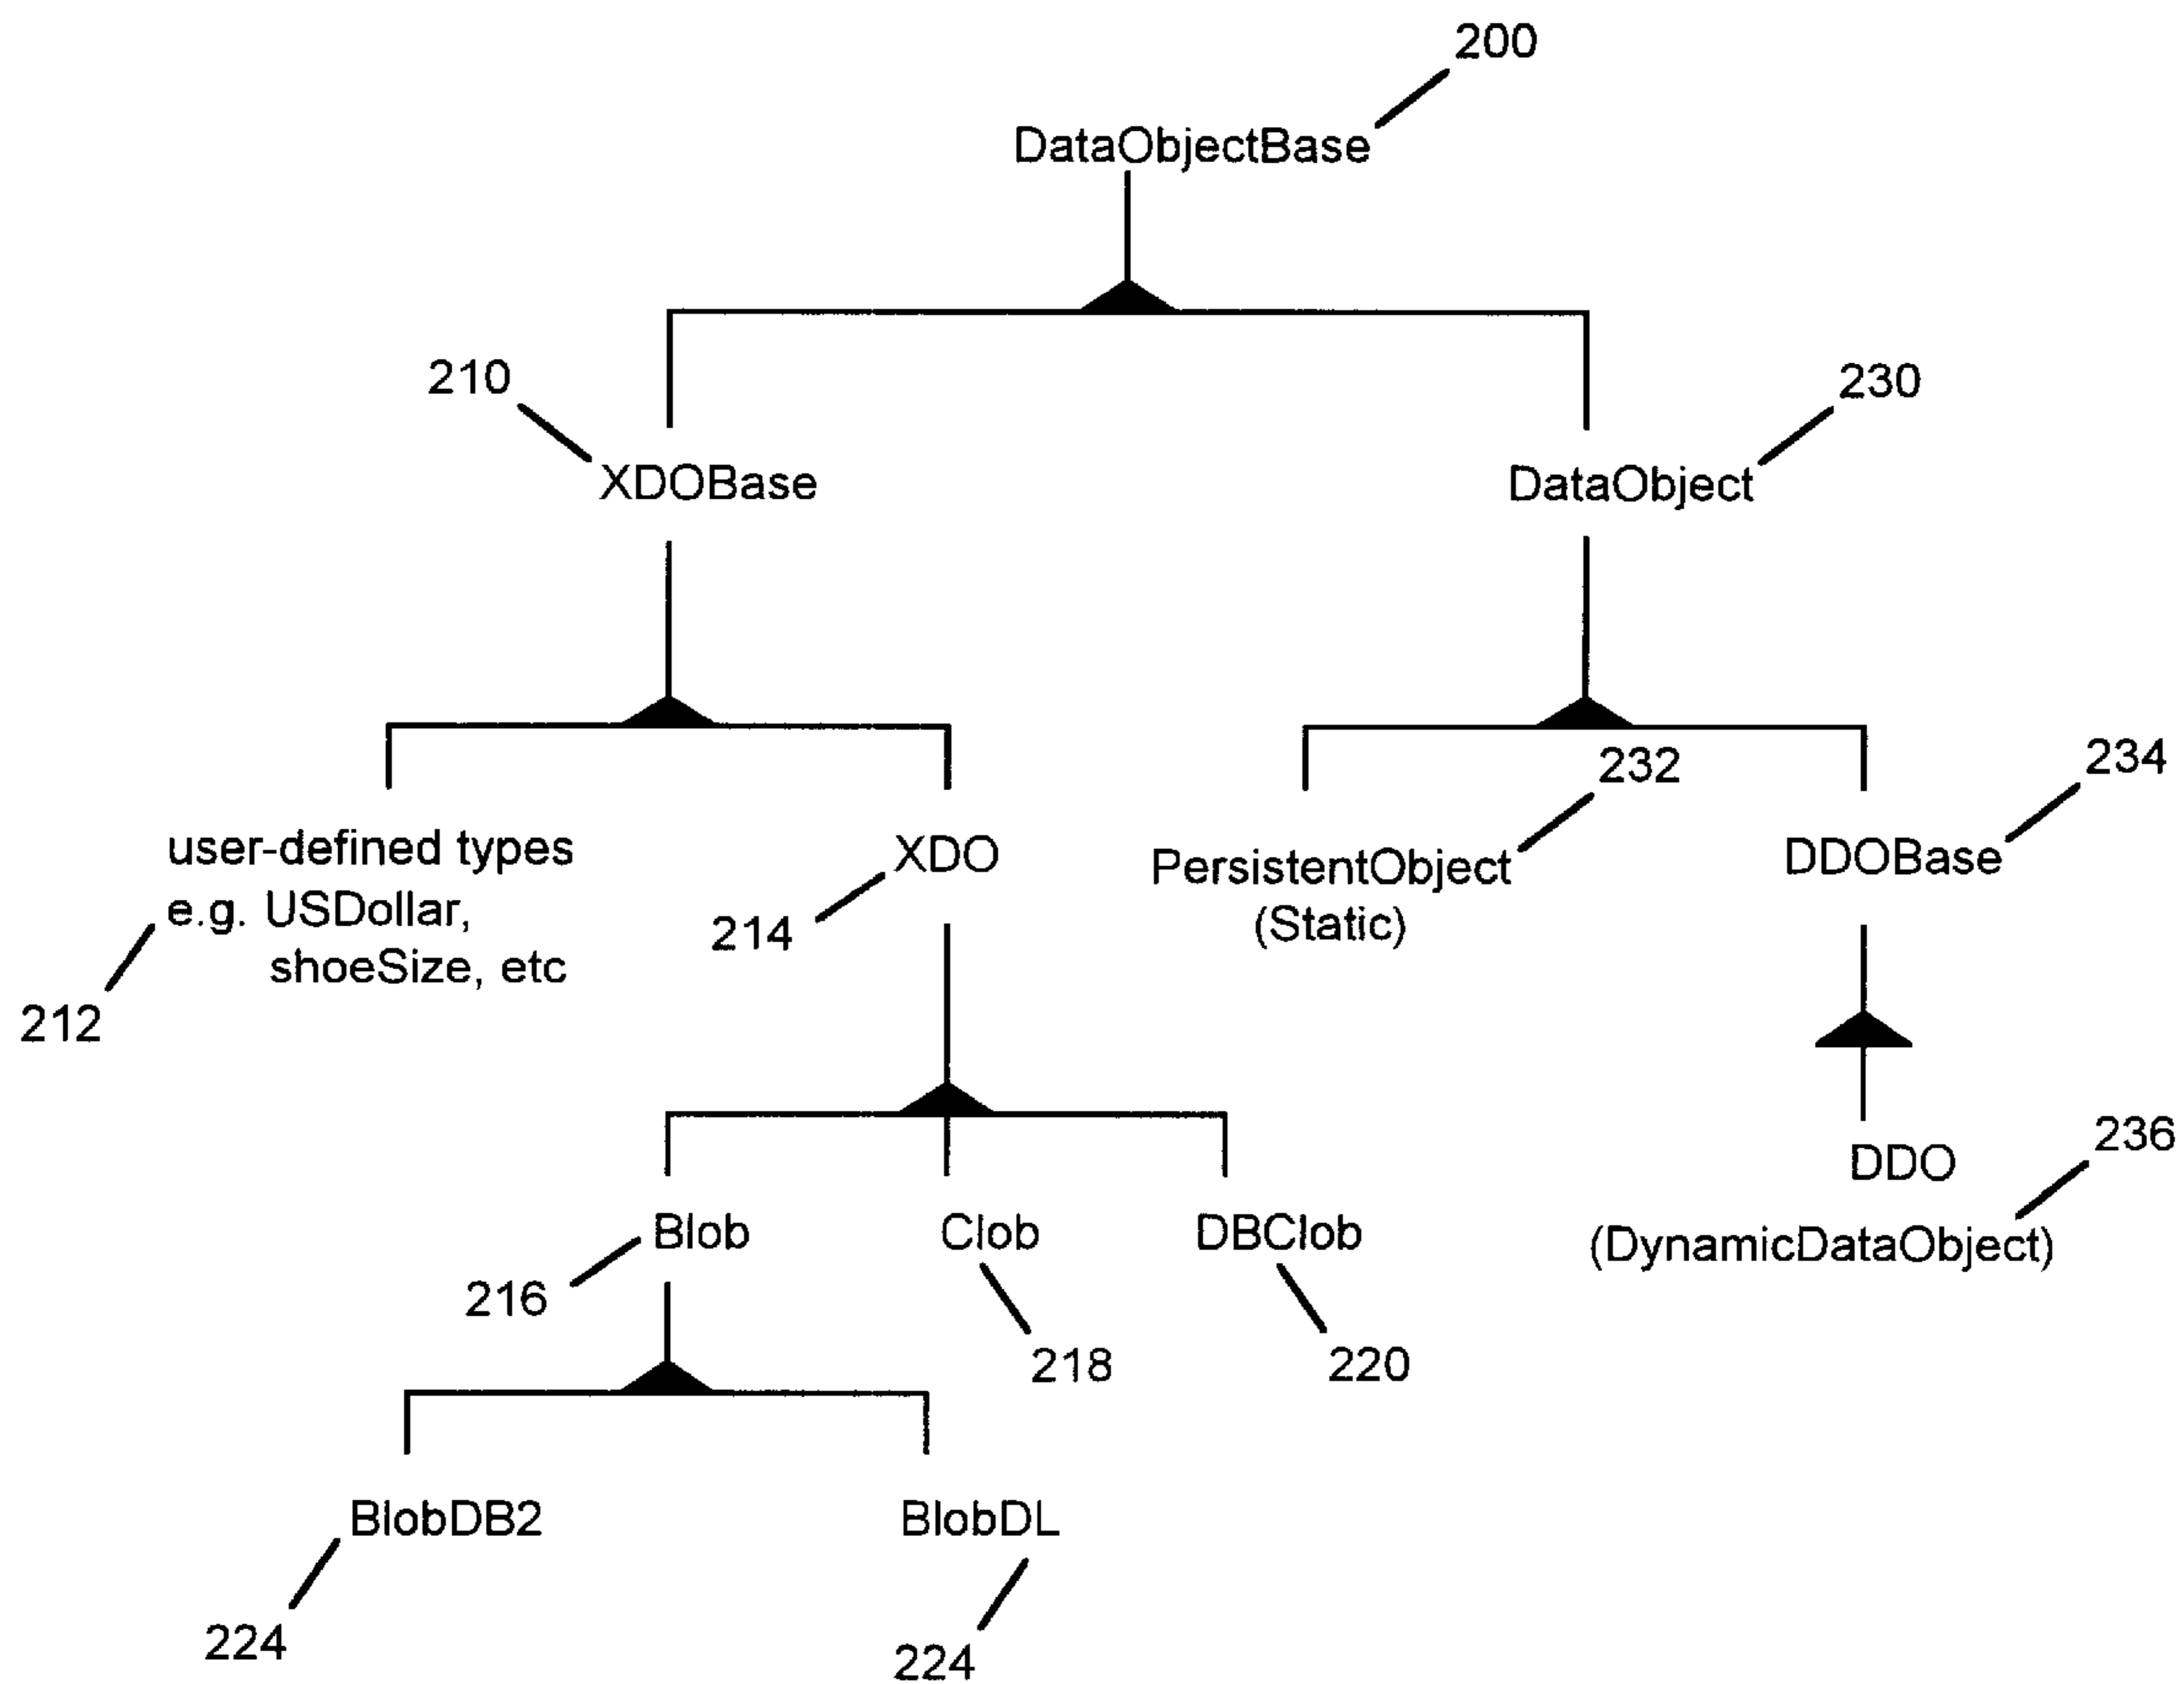 200
DataObjectBase
210
230
XDOBase
DataObject
232
234
user-defined types
e.g. USDollar,
shoeSize, etc
212
XDO
214
PersistentObject
(Static)
DDOBase
236
DDO
(DynamicDataObject)
Blob
Clob
DBClob
216
218
220
BlobDB2
BlobDL
224
224